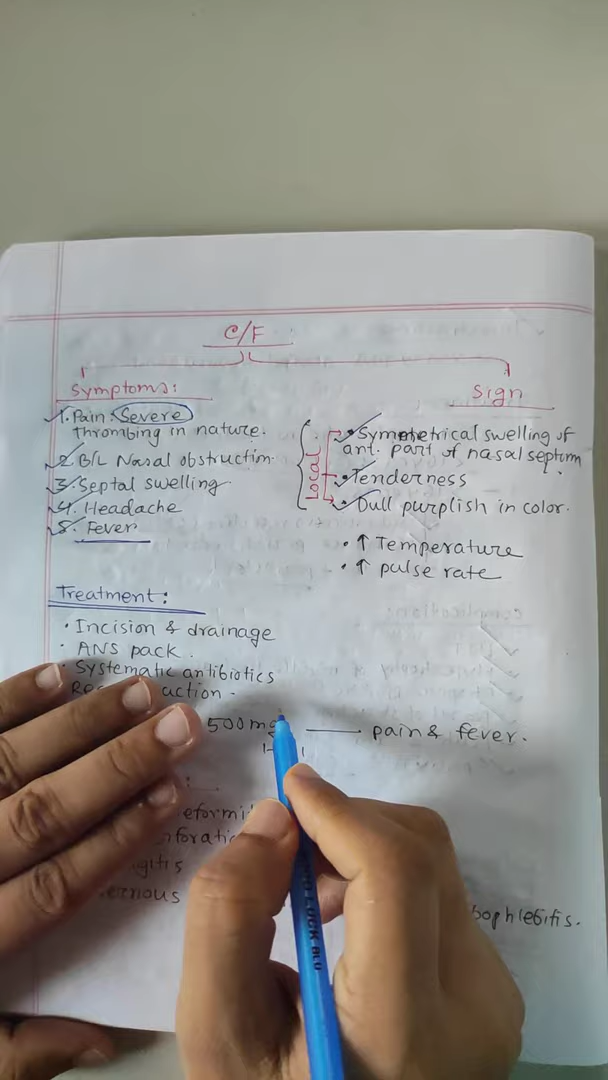 C/F
Symptoms:
1. Pain: Severe
thrombing in nature.
2. B/L Nasal obstruction.
3. Septal swelling
4. Headache
5. Fever
Sign
Local
• Symmetrical swelling of
ant. part of nasal septum
• Tenderness
• Dull purplish in color.
• ↑ Temperature
• ↑ pulse rate
Treatment:
• Incision & drainage
• ANS pack.
• Systematic antibiotics
500mg → pain & fever.